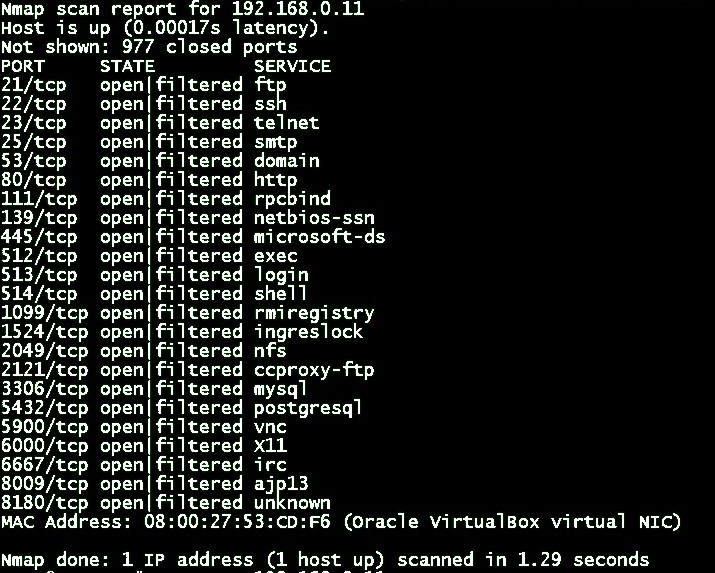 Nmap scan report for 192.168.0.11
Host is up (0.00017s latency).
Not shown: 977 closed ports
PORT STATE SERVICE
21/tcp open|filtered ftp
22/tcp open|filtered ssh
23/tcp open|filtered telnet
25/tcp open|filtered smtp
53/tcp open|filtered domain
80/tcp open|filtered http
111/tcp open|filtered rpcbind
139/tcp open|filtered netbios-ssn
445/tcp open|filtered microsoft-ds
512/tcp open|filtered exec
513/tcp open|filtered login
514/tcp open|filtered shell
1099/tcp open|filtered rmiregistry
1524/tcp open|filtered ingreslock
2049/tcp open|filtered nfs
2121/tcp open|filtered ccproxy-ftp
3306/tcp open|filtered mysql
5432/tcp open|filtered postgresql
5900/tcp open|filtered vnc
6000/tcp open|filtered X11
6667/tcp open|filtered irc
8009/tcp open|filtered ajp13
8180/tcp open|filtered unknown
MAC Address: 08:00:27:53:CD:F6 (Oracle VirtualBox virtual NIC)
Nmap done: 1 IP address (1 host up) scanned in 1.29 seconds